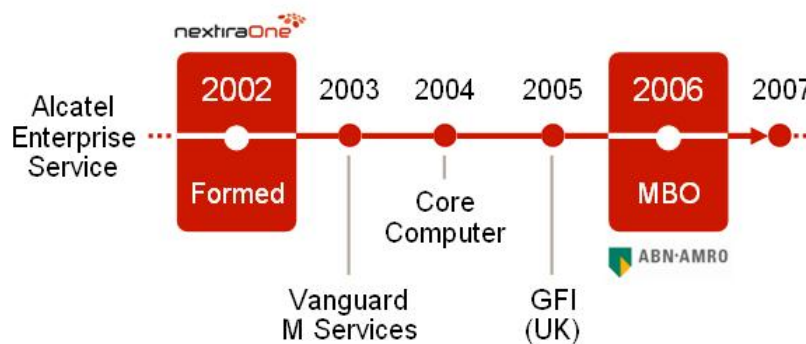 nextiraOne
2002
2003
2004
2005
2006
2007
Alcatel
Enterprise
Service
Formed
Core
Computer
MBO
ABN·AMRO
Vanguard
M Services
GFI
(UK)